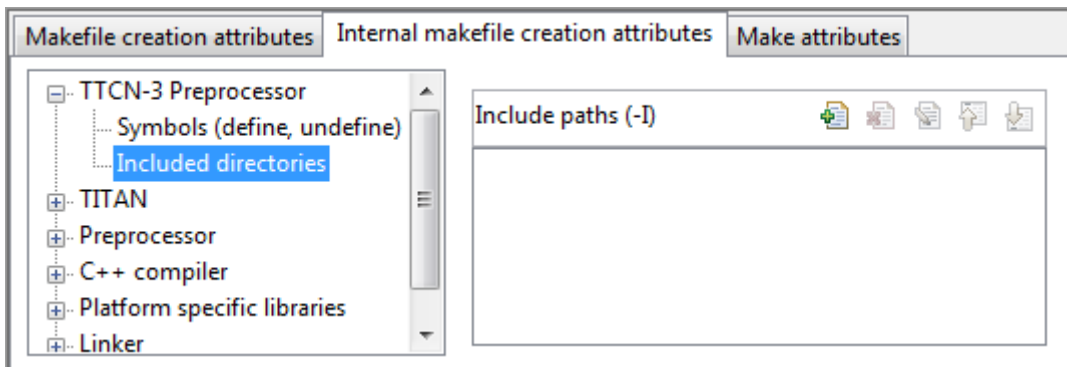 Makefile creation attributes
Internal makefile creation attributes
Make attributes
TTCN-3 Preprocessor
Symbols (define, undefine)
Included directories
TITAN
Preprocessor
C++ compiler
Platform specific libraries
Linker
Include paths (-I)